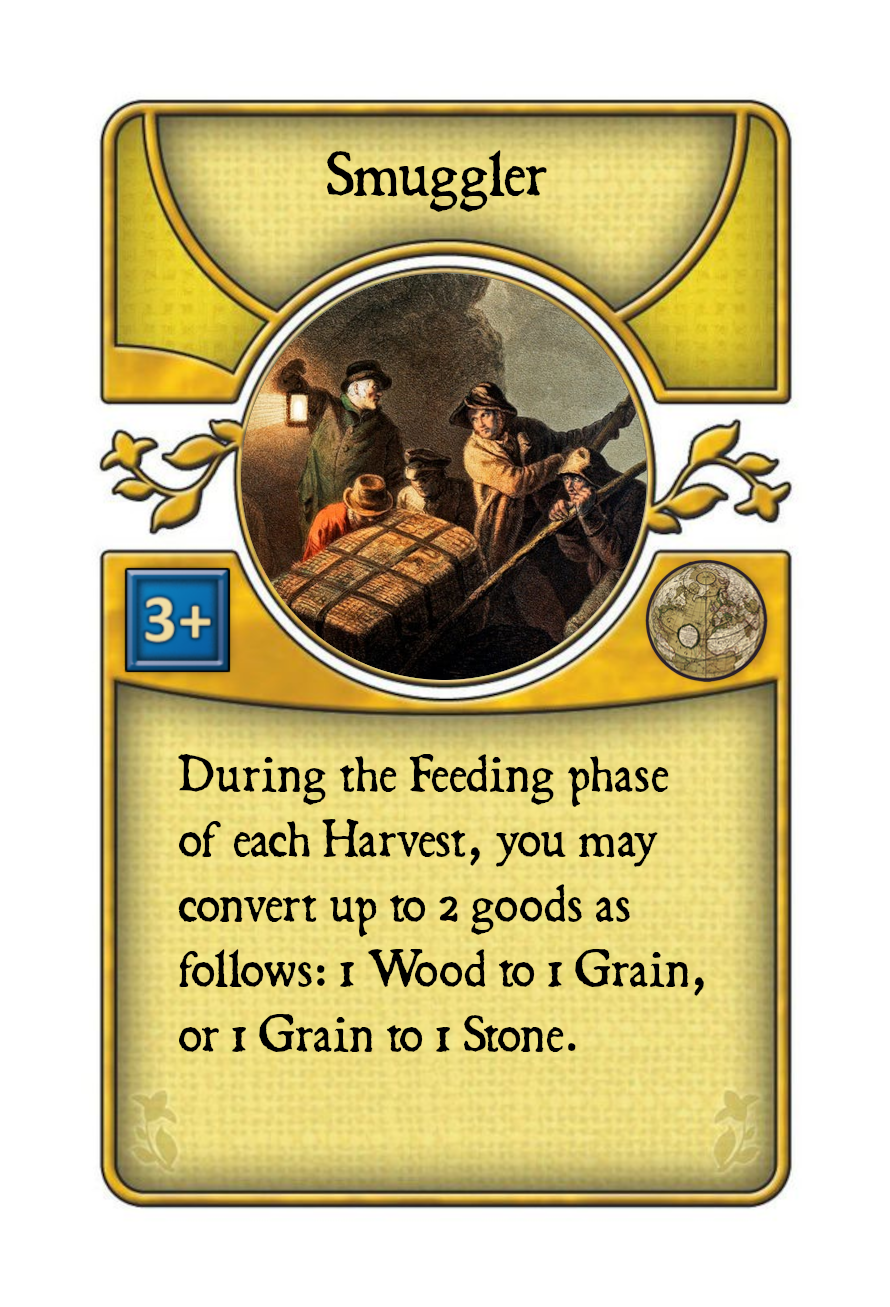 Smuggler
3+
During the Feeding phase
of each Harvest, you may
convert up to 2 goods as
follows: 1 Wood to 1 Grain,
or 1 Grain to 1 Stone.